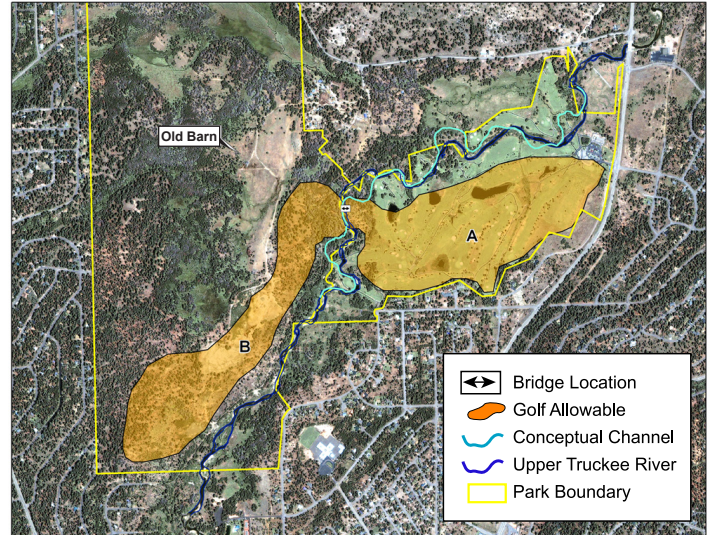 Old Barn
A
B
Bridge Location
Golf Allowable
Conceptual Channel
Upper Truckee River
Park Boundary